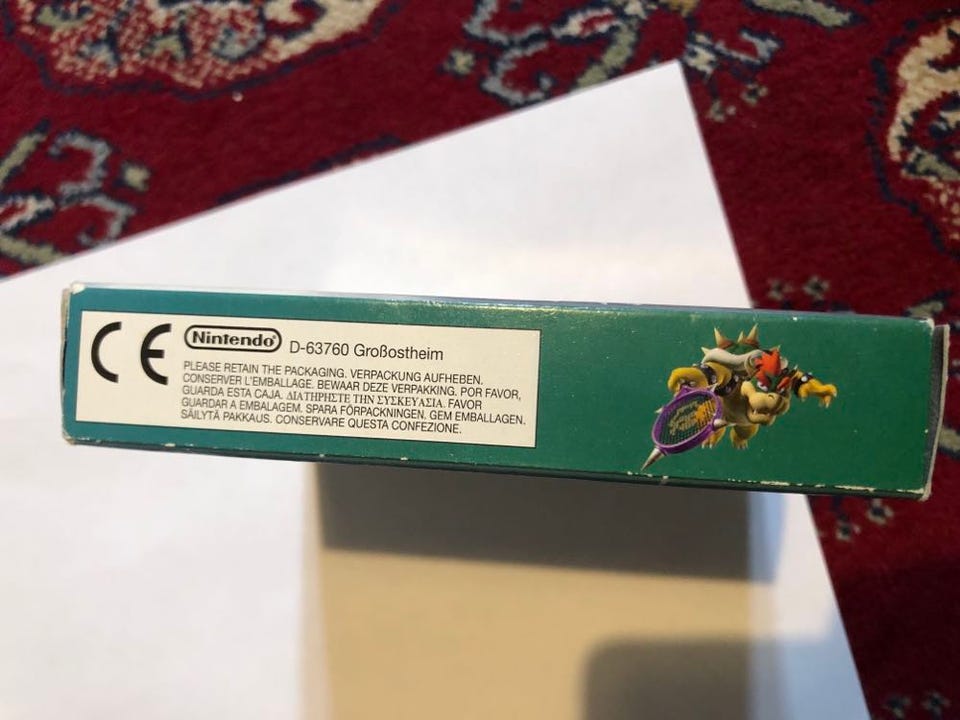 CE Nintendo D-63760 Großostheim
PLEASE RETAIN THE PACKAGING. VERPACKUNG AUFHEBEN.
CONSERVER L'EMBALLAGE. BEWAAR DEZE VERPAKKING. POR FAVOR,
GUARDA ESTA CAJA. ΔΙΑΤΗΡΗΣΤΕ ΤΗΝ ΣΥΣΚΕΥΑΣΙΑ. FAVOR
GUARDAR A EMBALAGEM. SPARA FÖRPACKNINGEN. GEM EMBALLAGEN.
SÄILYTÄ PAKKAUS. CONSERVARE QUESTA CONFEZIONE.